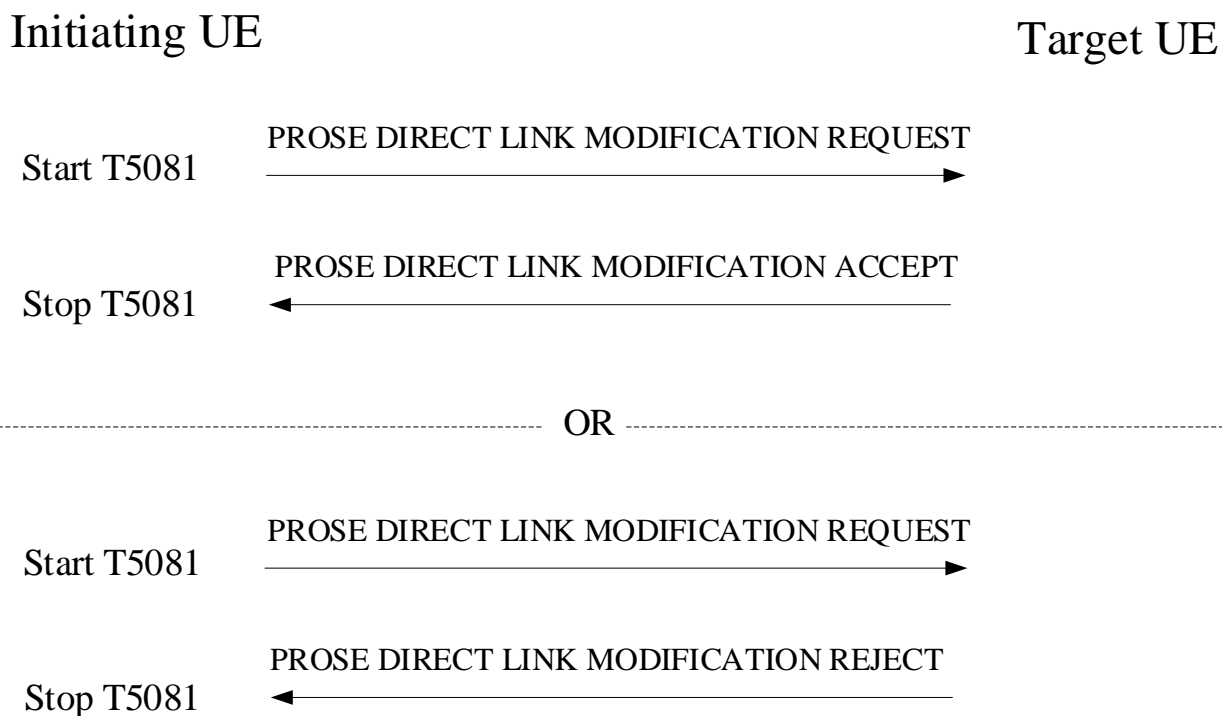 Initiating UE
Target UE
PROSE DIRECT LINK MODIFICATION REQUEST
Start T5081
PROSE DIRECT LINK MODIFICATION ACCEPT
Stop T5081
OR
PROSE DIRECT LINK MODIFICATION REQUEST
Start T5081
PROSE DIRECT LINK MODIFICATION REJECT
Stop T5081